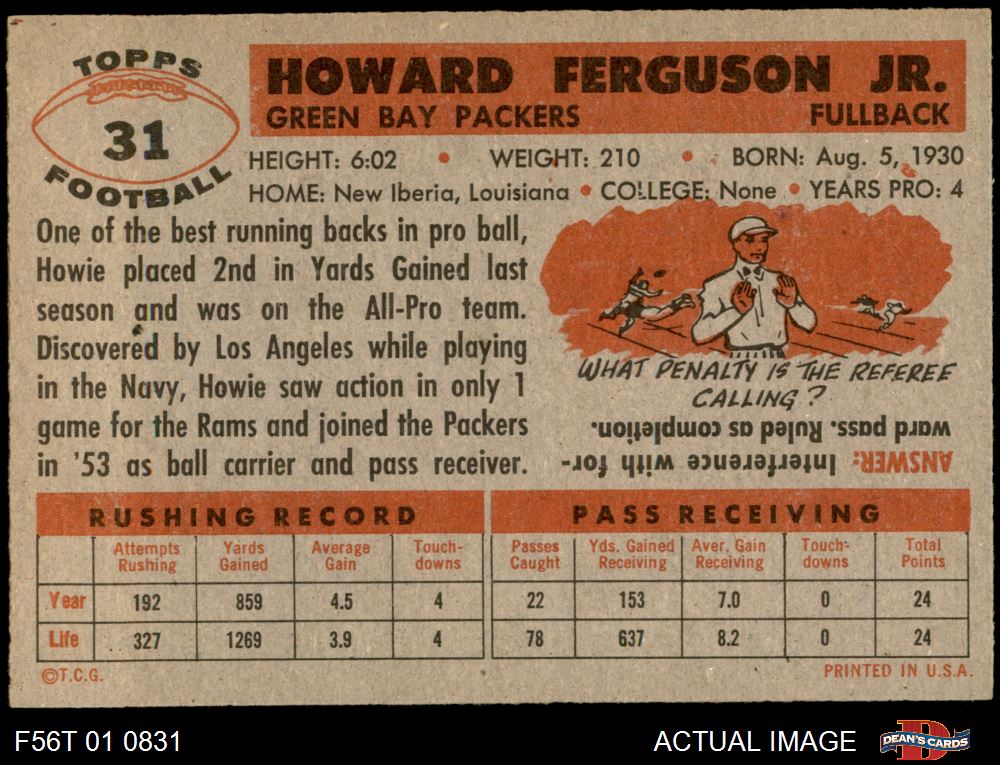 TOPPS
31
FOOTBALL
HOWARD FERGUSON JR.
GREEN BAY PACKERS FULLBACK
HEIGHT: 6:02 • WEIGHT: 210 • BORN: Aug. 5, 1930
HOME: New Iberia, Louisiana • COLLEGE: None • YEARS PRO: 4
One of the best running backs in pro ball,
Howie placed 2nd in Yards Gained last
season and was on the All-Pro team.
Discovered by Los Angeles while playing
in the Navy, Howie saw action in only 1
game for the Rams and joined the Packers
in '53 as ball carrier and pass receiver.
WHAT PENALTY IS THE REFEREE
CALLING?
ANSWER: Interference with for-
ward pass. Ruled as completion.
RUSHING RECORD
Attempts Rushing Yards Gained Average Gain Touch-downs
Year 192 859 4.5 4
Life 327 1269 3.9 4
PASS RECEIVING
Passes Caught Yds. Gained Receiving Aver. Gain Receiving Touch-downs Total Points
22 153 7.0 0 24
78 637 8.2 0 24
©T.C.G. PRINTED IN U.S.A.
F56T 01 0831 ACTUAL IMAGE D DEAN'S CARDS